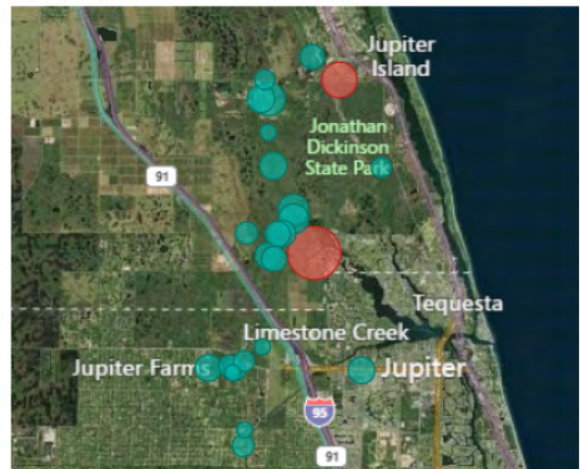 Jupiter
Island
Jonathan
Dickinson
State Park
91
Tequesta
Limestone Creek
Jupiter Farms
Jupiter
95
91